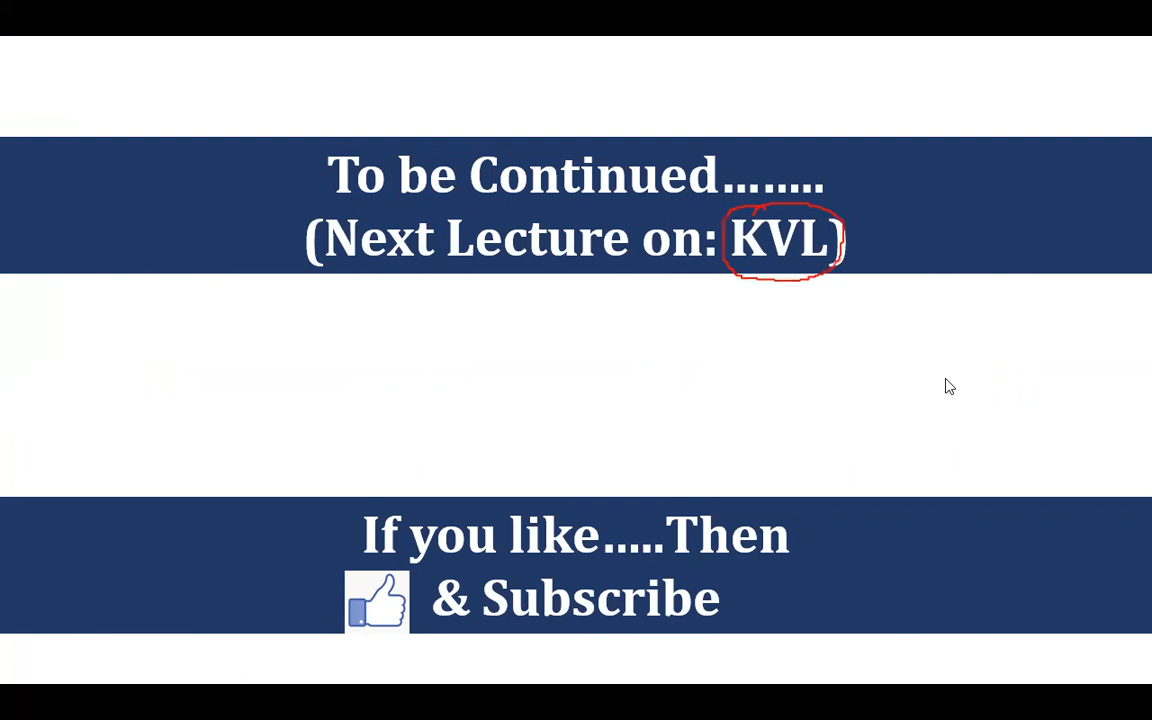 To be Continued........
(Next Lecture on: KVL)
If you like.....Then
& Subscribe